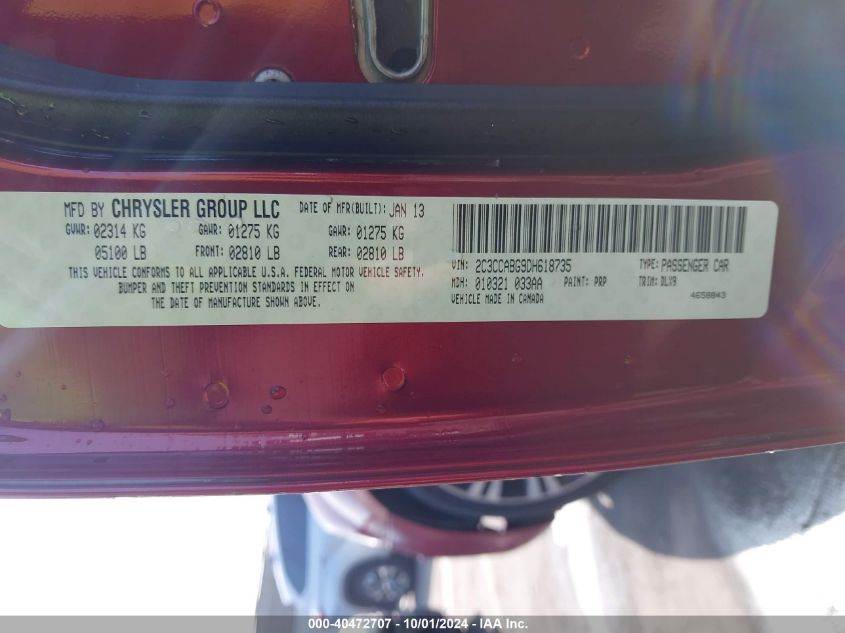 MFD BY CHRYSLER GROUP LLC DATE OF MFR(BUILT): JAN 13
GVWR: 02314 KG GAWR: 01275 KG GAWR: 01275 KG
05100 LB FRONT: 02810 LB REAR: 02810 LB
THIS VEHICLE CONFORMS TO ALL APPLICABLE U.S.A. FEDERAL MOTOR VEHICLE SAFETY,
BUMPER AND THEFT PREVENTION STANDARDS IN EFFECT ON
THE DATE OF MANUFACTURE SHOWN ABOVE.
VIN: 2C3CCABG9DH618735 TYPE: PASSENGER CAR
MDH: 010321 033AA PAINT: PRP TRIM: DLX9
VEHICLE MADE IN CANADA 4658843
000-40472707 - 10/01/2024 - IAA Inc.